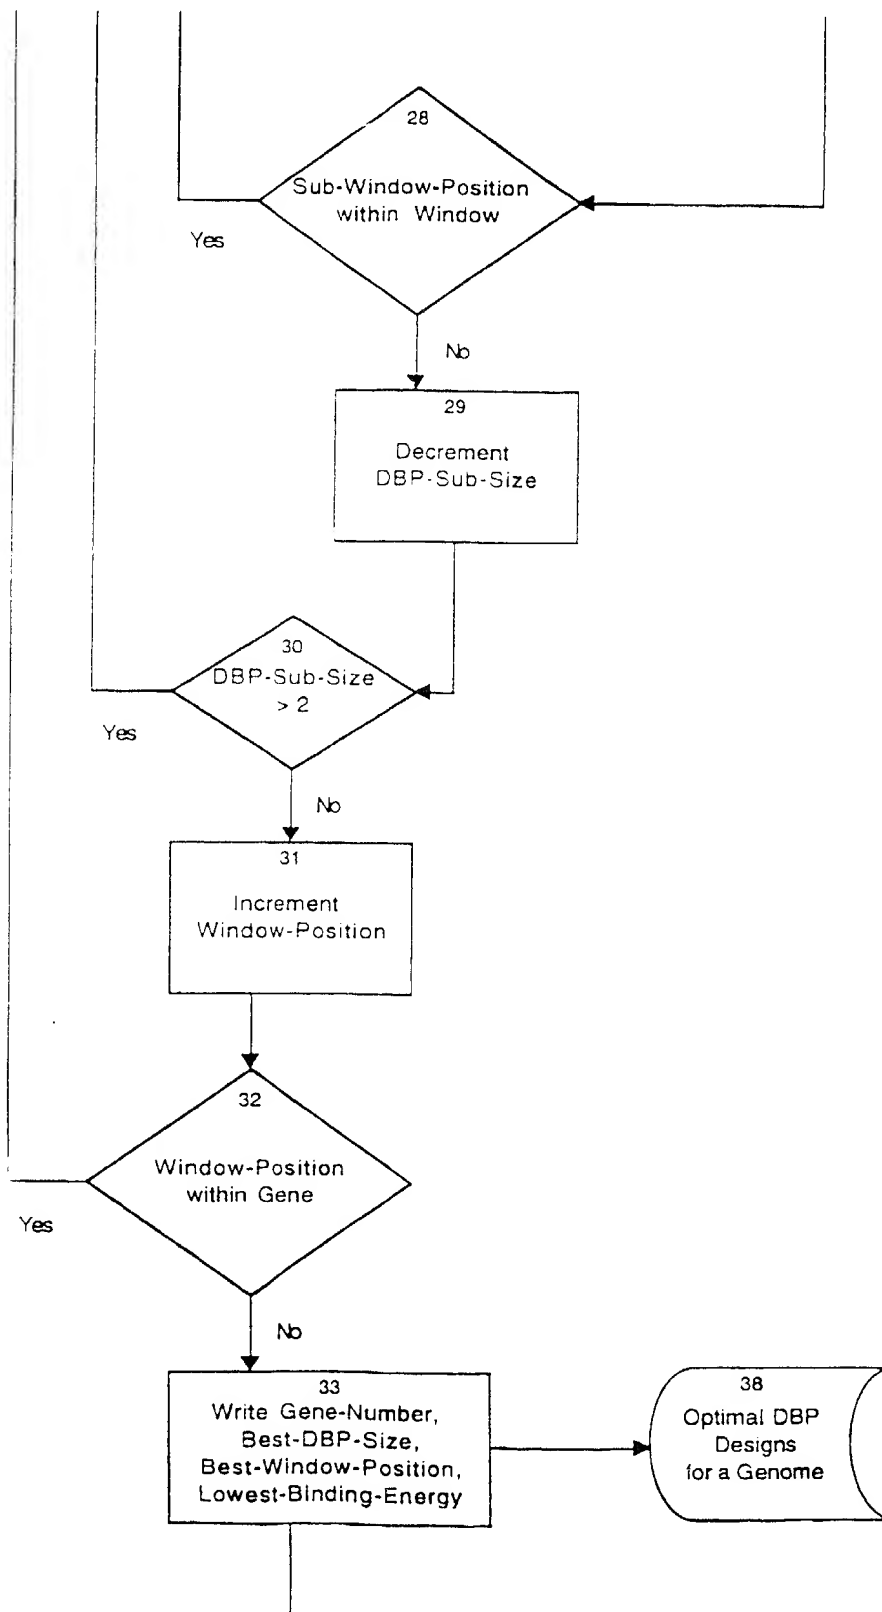 28
Sub-Window-Position
within Window
Yes
No
29
Decrement
DBP-Sub-Size
30
DBP-Sub-Size
> 2
Yes
No
31
Increment
Window-Position
32
Window-Position
within Gene
Yes
No
33
Write Gene-Number,
Best-DBP-Size,
Best-Window-Position,
Lowest-Binding-Energy
38
Optimal DBP
Designs
for a Genome